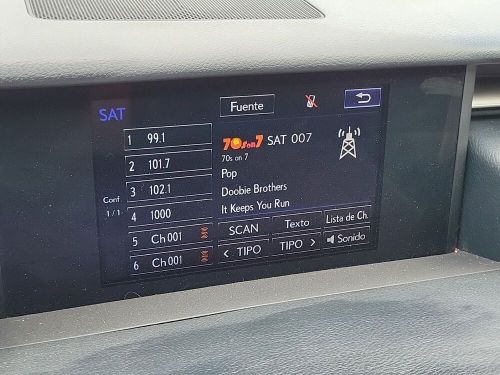 SAT
Fuente
1 99.1
2 101.7
3 102.1
4 1000
5 Ch 001
6 Ch 001
Conf.
1/1
70s on 7 SAT 007
70s on 7
Pop
Doobie Brothers
It Keeps You Run
SCAN
Texto
Lista de Ch.
< TIPO
TIPO >
Sonido